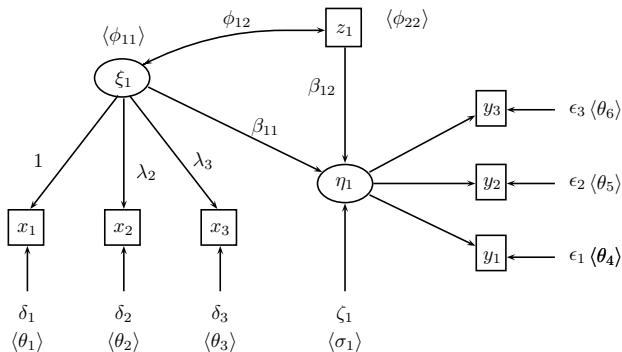 ϕ₁₂
z₁
⟨ϕ₂₂⟩
⟨ϕ₁₁⟩
ξ₁
β₁₂
y₃
ϵ₃ ⟨θ₆⟩
β₁₁
1
λ₂
λ₃
η₁
y₂
ϵ₂ ⟨θ₅⟩
x₁
x₂
x₃
y₁
ϵ₁ ⟨θ₄⟩
δ₁
δ₂
δ₃
ζ₁
⟨θ₁⟩
⟨θ₂⟩
⟨θ₃⟩
⟨σ₁⟩